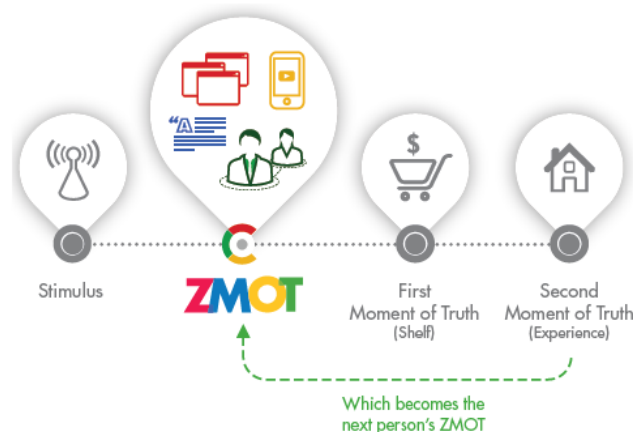 “A
$
Stimulus
ZMOT
First
Moment of Truth
(Shelf)
Second
Moment of Truth
(Experience)
Which becomes the
next person's ZMOT